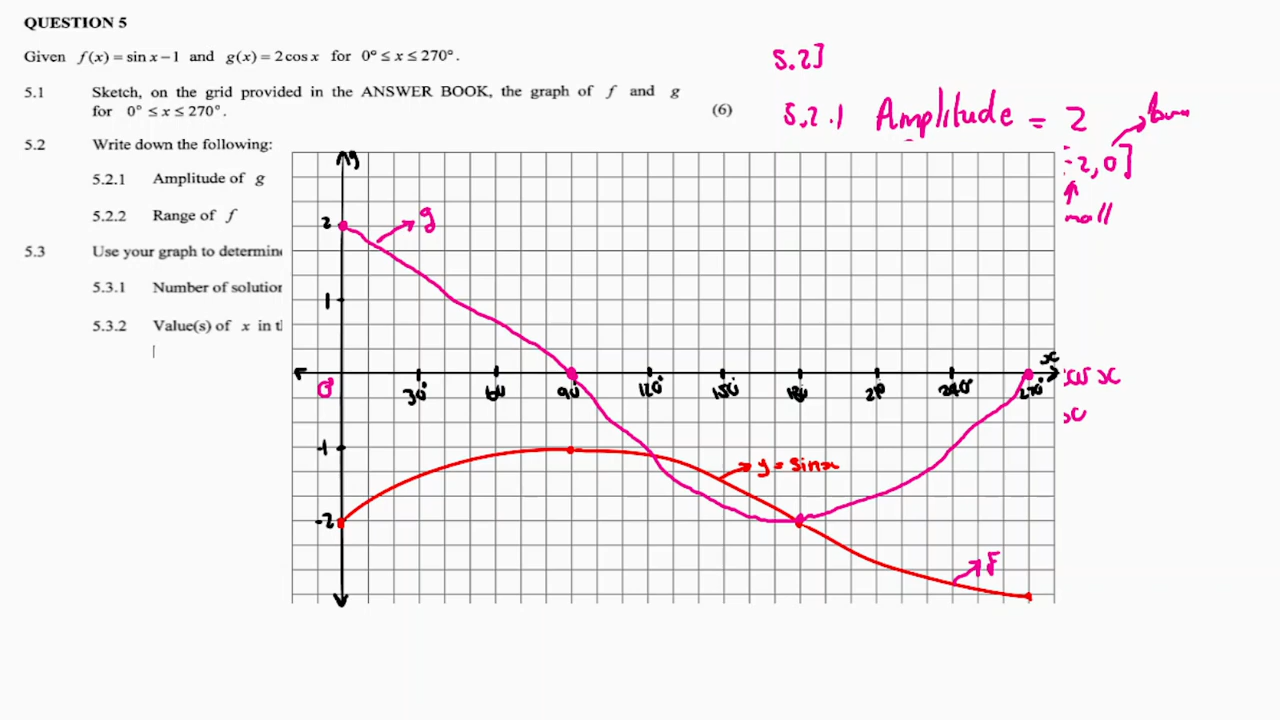 QUESTION 5
Given f(x) = sin x − 1 and g(x) = 2 cos x for 0° ≤ x ≤ 270°.
5.1 Sketch, on the grid provided in the ANSWER BOOK, the graph of f and g
for 0° ≤ x ≤ 270°. (6)
5.2 Write down the following:
5.2.1 Amplitude of g
5.2.2 Range of f
5.3 Use your graph to determine
5.3.1 Number of solution
5.3.2 Value(s) of x in t
5.2]
5.2.1 Amplitude = 2
[-2, 0]
mall
y
2
g
1
x
0° 30° 60 90° 120° 150° 180° 210 240° 270°
-1
y = sinx
-2
f
x
x